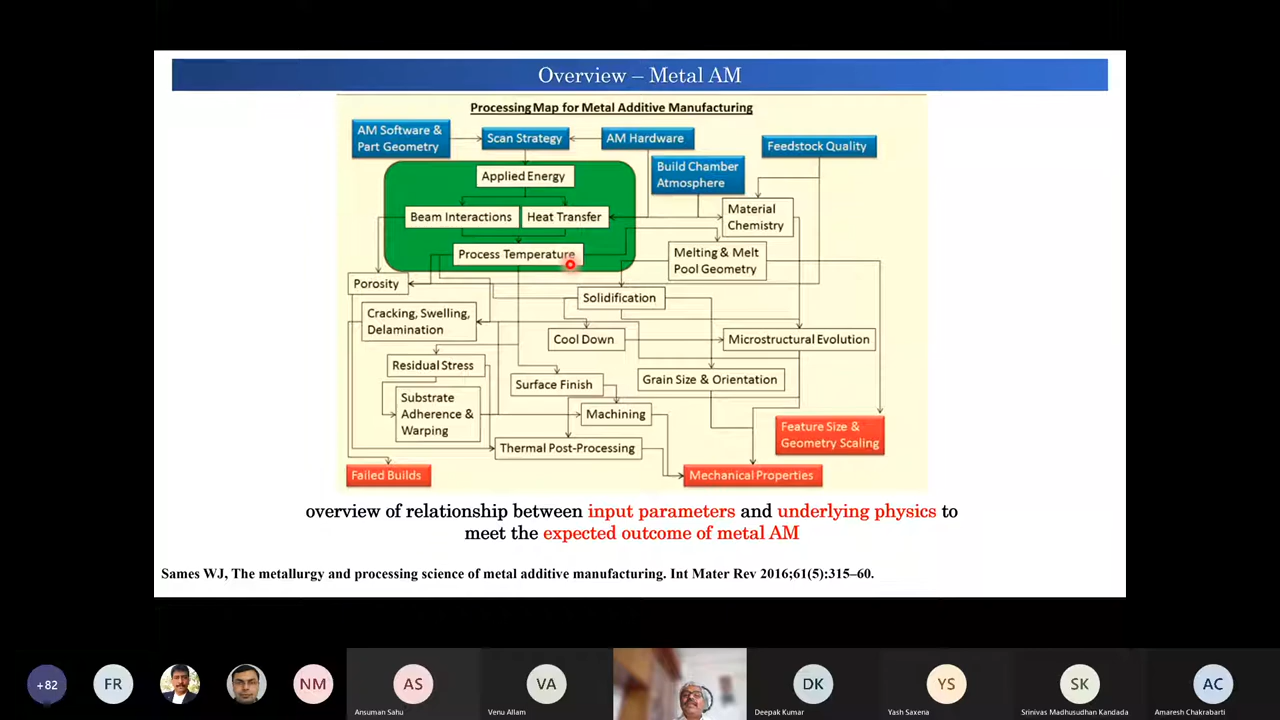 Overview – Metal AM
Processing Map for Metal Additive Manufacturing
AM Software &
Part Geometry
Scan Strategy
AM Hardware
Feedstock Quality
Build Chamber
Atmosphere
Applied Energy
Beam Interactions
Heat Transfer
Material
Chemistry
Process Temperature
Melting & Melt
Pool Geometry
Porosity
Solidification
Cracking, Swelling,
Delamination
Cool Down
Microstructural Evolution
Residual Stress
Surface Finish
Grain Size & Orientation
Substrate
Adherence &
Warping
Machining
Feature Size &
Geometry Scaling
Thermal Post-Processing
Failed Builds
Mechanical Properties
overview of relationship between input parameters and underlying physics to
meet the expected outcome of metal AM
Sames WJ, The metallurgy and processing science of metal additive manufacturing. Int Mater Rev 2016;61(5):315–60.
+82
FR
NM
AS
Ansuman Sahu
VA
Venu Allam
DK
Deepak Kumar
YS
Yash Saxena
SK
Srinivas Madhusudhan Kandada
AC
Amaresh Chakrabarti